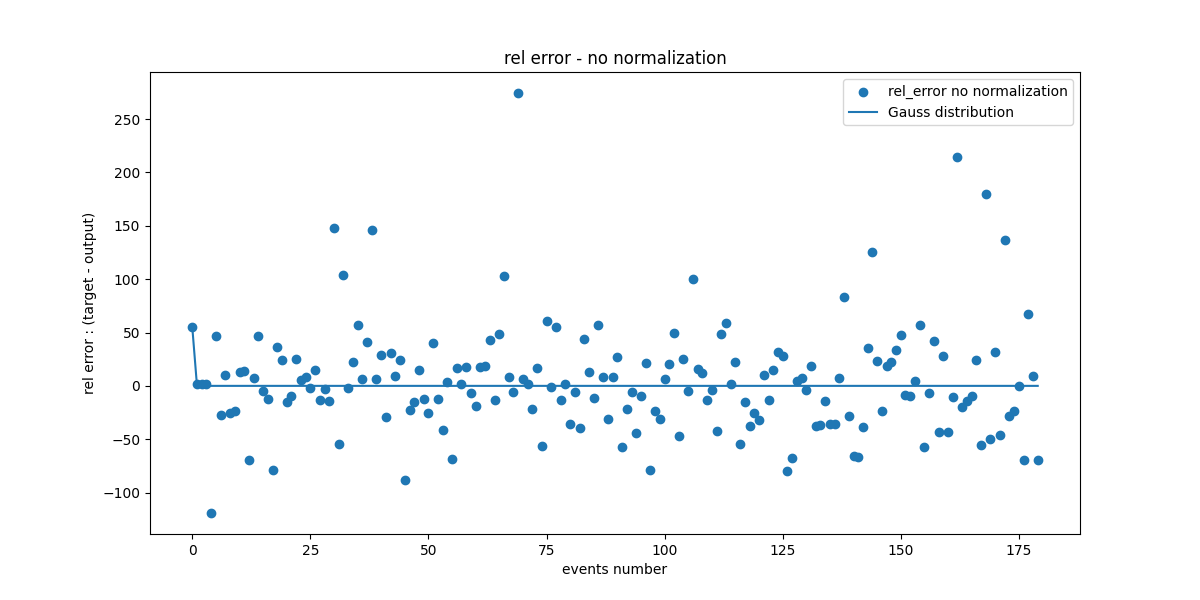 rel error - no normalization
rel_error no normalization
Gauss distribution
250
200
150
100
50
0
−50
−100
rel error : (target - output)
0 25 50 75 100 125 150 175
events number